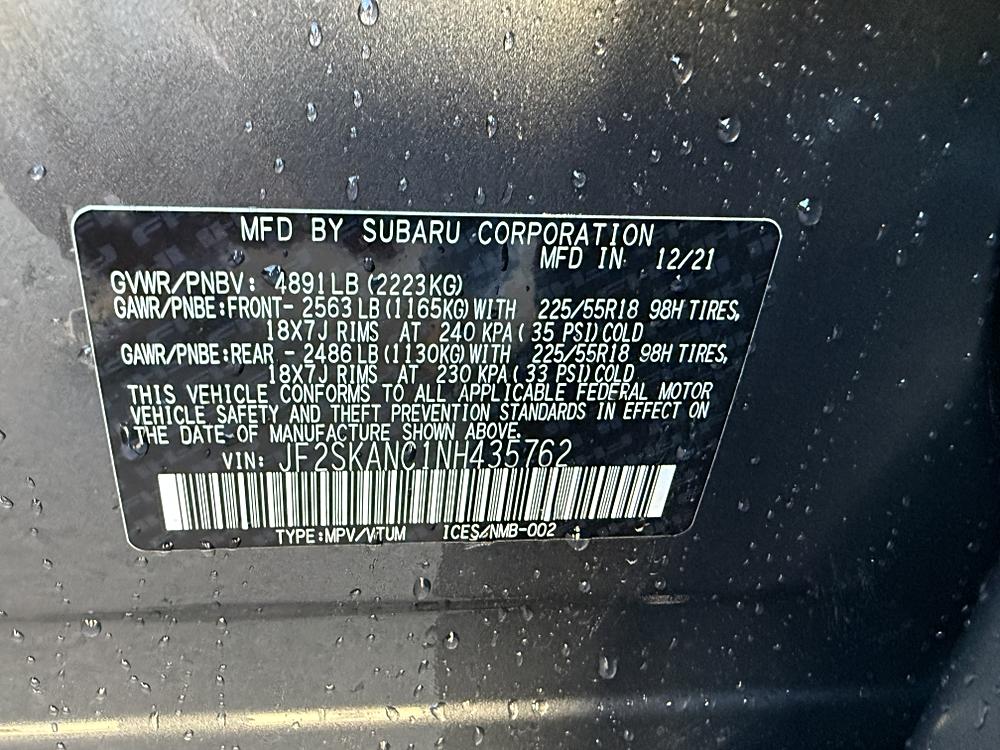 MFD BY SUBARU CORPORATION
MFD IN 12/21
GVWR/PNBV: 4891LB (2223KG)
GAWR/PNBE:FRONT- 2563 LB (1165KG) WITH 225/55R18 98H TIRES,
18X7J RIMS AT 240 KPA ( 35 PSI) COLD
GAWR/PNBE:REAR - 2486 LB (1130KG) WITH 225/55R18 98H TIRES,
18X7J RIMS AT 230 KPA ( 33 PSI) COLD
THIS VEHICLE CONFORMS TO ALL APPLICABLE FEDERAL MOTOR
VEHICLE SAFETY AND THEFT PREVENTION STANDARDS IN EFFECT ON
THE DATE OF MANUFACTURE SHOWN ABOVE.
VIN: JF2SKANC1NH435762
TYPE:MPV/VTUM ICES/NMB-002